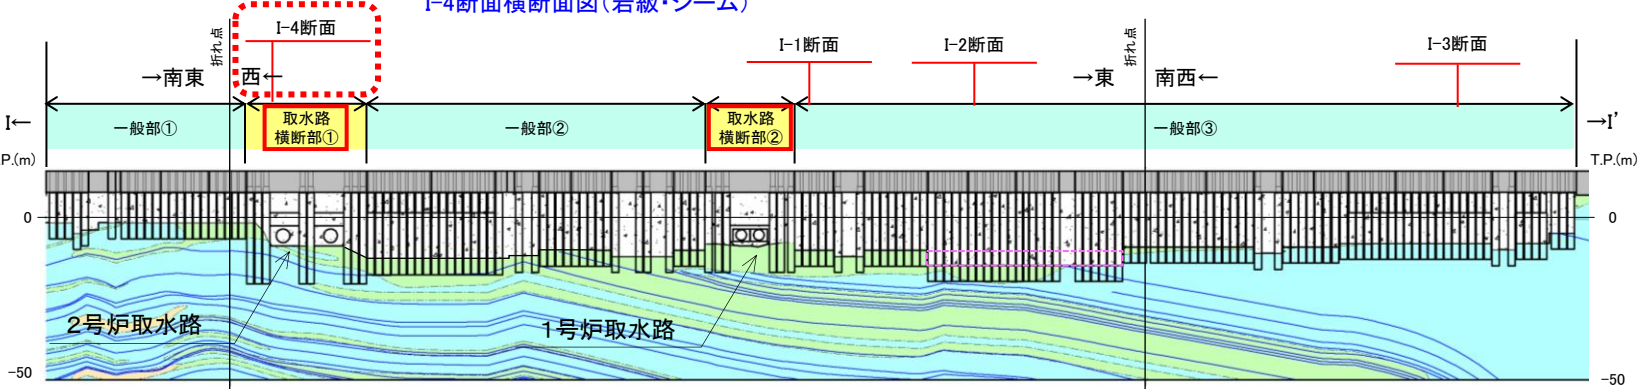 I-4断面横断面図(岩級・シーム)
折れ点
I-4断面
I-1断面
I-2断面
折れ点
I-3断面
→南東
西←
→東
南西←
I←
一般部①
取水路
横断部①
一般部②
取水路
横断部②
一般部③
→I’
.P.(m)
T.P.(m)
0
0
2号炉取水路
1号炉取水路
-50
-50